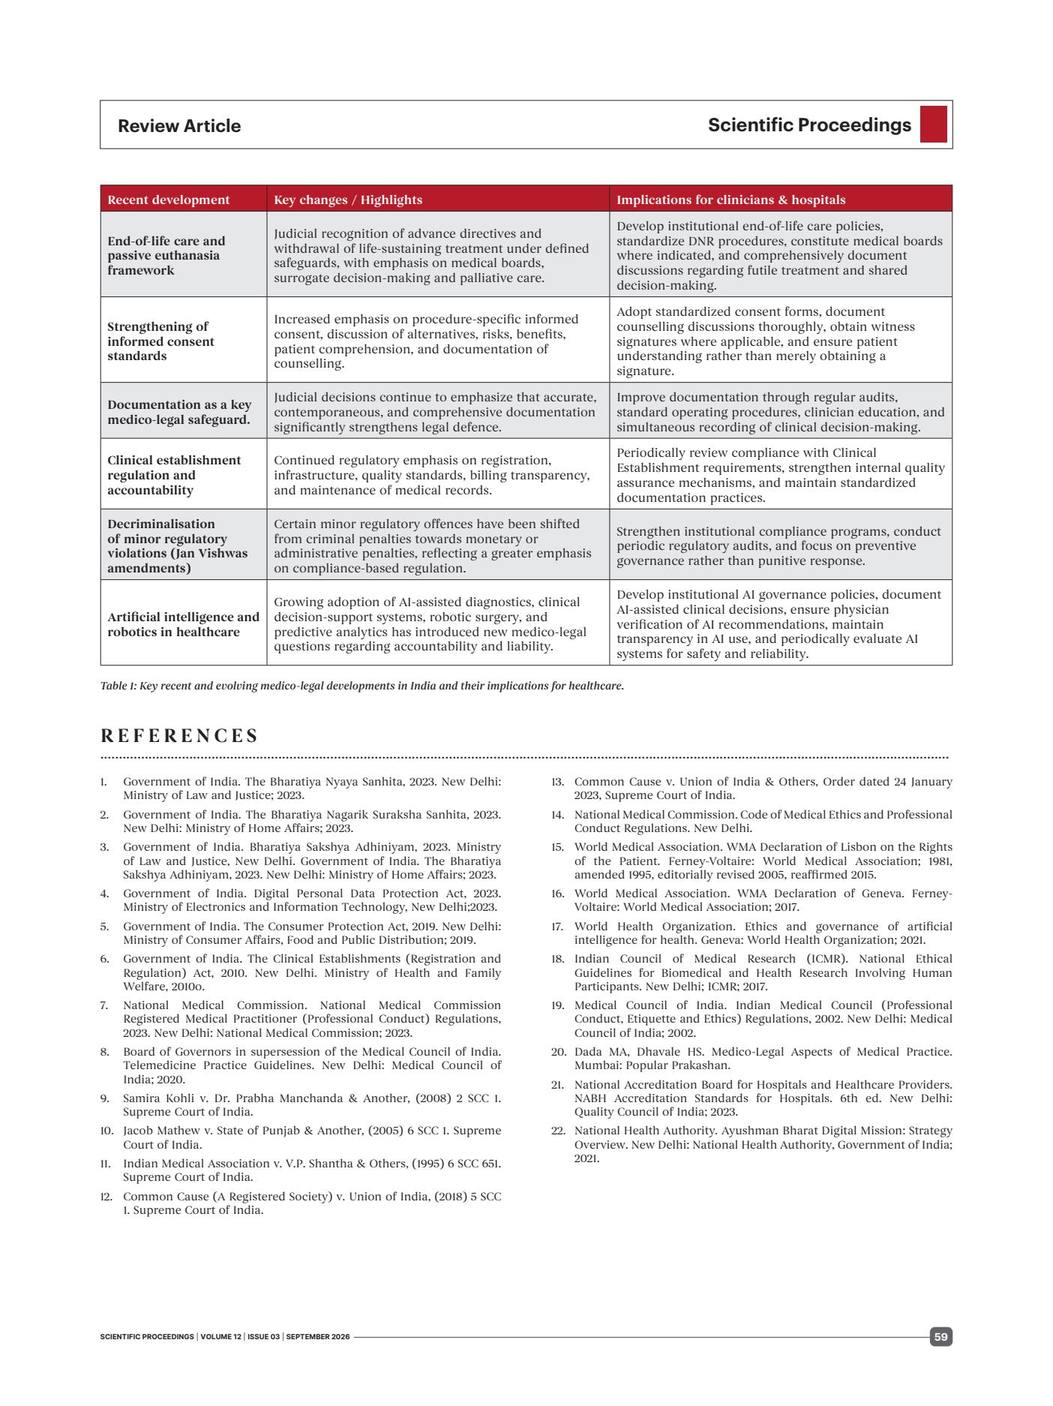 Review Article
Scientific Proceedings
Recent development
Key changes / Highlights
Implications for clinicians & hospitals
End-of-life care and
passive euthanasia
framework
Judicial recognition of advance directives and
withdrawal of life-sustaining treatment under defined
safeguards, with emphasis on medical boards,
surrogate decision-making and palliative care.
Develop institutional end-of-life care policies,
standardize DNR procedures, constitute medical boards
where indicated, and comprehensively document
discussions regarding futile treatment and shared
decision-making.
Strengthening of
informed consent
standards
Increased emphasis on procedure-specific informed
consent, discussion of alternatives, risks, benefits,
patient comprehension, and documentation of
counselling.
Adopt standardized consent forms, document
counselling discussions thoroughly, obtain witness
signatures where applicable, and ensure patient
understanding rather than merely obtaining a
signature.
Documentation as a key
medico-legal safeguard.
Judicial decisions continue to emphasize that accurate,
contemporaneous, and comprehensive documentation
significantly strengthens legal defence.
Improve documentation through regular audits,
standard operating procedures, clinician education, and
simultaneous recording of clinical decision-making.
Clinical establishment
regulation and
accountability
Continued regulatory emphasis on registration,
infrastructure, quality standards, billing transparency,
and maintenance of medical records.
Periodically review compliance with Clinical
Establishment requirements, strengthen internal quality
assurance mechanisms, and maintain standardized
documentation practices.
Decriminalisation
of minor regulatory
violations (Jan Vishwas
amendments)
Certain minor regulatory offences have been shifted
from criminal penalties towards monetary or
administrative penalties, reflecting a greater emphasis
on compliance-based regulation.
Strengthen institutional compliance programs, conduct
periodic regulatory audits, and focus on preventive
governance rather than punitive response.
Artificial intelligence and
robotics in healthcare
Growing adoption of AI-assisted diagnostics, clinical
decision-support systems, robotic surgery, and
predictive analytics has introduced new medico-legal
questions regarding accountability and liability.
Develop institutional AI governance policies, document
AI-assisted clinical decisions, ensure physician
verification of AI recommendations, maintain
transparency in AI use, and periodically evaluate AI
systems for safety and reliability.
Table 1: Key recent and evolving medico-legal developments in India and their implications for healthcare.
REFERENCES
1. Government of India. The Bharatiya Nyaya Sanhita, 2023. New Delhi:
Ministry of Law and Justice; 2023.
2. Government of India. The Bharatiya Nagarik Suraksha Sanhita, 2023.
New Delhi: Ministry of Home Affairs; 2023.
3. Government of India. Bharatiya Sakshya Adhiniyam, 2023. Ministry
of Law and Justice, New Delhi. Government of India. The Bharatiya
Sakshya Adhiniyam, 2023. New Delhi: Ministry of Home Affairs; 2023.
4. Government of India. Digital Personal Data Protection Act, 2023.
Ministry of Electronics and Information Technology, New Delhi;2023.
5. Government of India. The Consumer Protection Act, 2019. New Delhi:
Ministry of Consumer Affairs, Food and Public Distribution; 2019.
6. Government of India. The Clinical Establishments (Registration and
Regulation) Act, 2010. New Delhi. Ministry of Health and Family
Welfare, 2010o.
7. National Medical Commission. National Medical Commission
Registered Medical Practitioner (Professional Conduct) Regulations,
2023. New Delhi: National Medical Commission; 2023.
8. Board of Governors in supersession of the Medical Council of India.
Telemedicine Practice Guidelines. New Delhi: Medical Council of
India; 2020.
9. Samira Kohli v. Dr. Prabha Manchanda & Another, (2008) 2 SCC 1.
Supreme Court of India.
10. Jacob Mathew v. State of Punjab & Another, (2005) 6 SCC 1. Supreme
Court of India.
11. Indian Medical Association v. V.P. Shantha & Others, (1995) 6 SCC 651.
Supreme Court of India.
12. Common Cause (A Registered Society) v. Union of India, (2018) 5 SCC
1. Supreme Court of India.
13. Common Cause v. Union of India & Others, Order dated 24 January
2023, Supreme Court of India.
14. National Medical Commission. Code of Medical Ethics and Professional
Conduct Regulations. New Delhi.
15. World Medical Association. WMA Declaration of Lisbon on the Rights
of the Patient. Ferney-Voltaire: World Medical Association; 1981,
amended 1995, editorially revised 2005, reaffirmed 2015.
16. World Medical Association. WMA Declaration of Geneva. Ferney-
Voltaire: World Medical Association; 2017.
17. World Health Organization. Ethics and governance of artificial
intelligence for health. Geneva: World Health Organization; 2021.
18. Indian Council of Medical Research (ICMR). National Ethical
Guidelines for Biomedical and Health Research Involving Human
Participants. New Delhi; ICMR; 2017.
19. Medical Council of India. Indian Medical Council (Professional
Conduct, Etiquette and Ethics) Regulations, 2002. New Delhi: Medical
Council of India; 2002.
20. Dada MA, Dhavale HS. Medico-Legal Aspects of Medical Practice.
Mumbai: Popular Prakashan.
21. National Accreditation Board for Hospitals and Healthcare Providers.
NABH Accreditation Standards for Hospitals. 6th ed. New Delhi:
Quality Council of India; 2023.
22. National Health Authority. Ayushman Bharat Digital Mission: Strategy
Overview. New Delhi: National Health Authority, Government of India;
2021.
SCIENTIFIC PROCEEDINGS | VOLUME 12 | ISSUE 03 | SEPTEMBER 2026
59